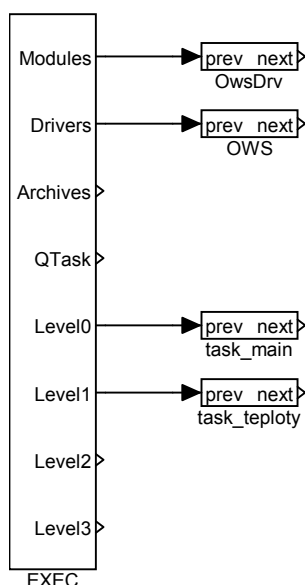 Modules
prev next
OwsDrv
Drivers
prev next
OWS
Archives
QTask
Level0
prev next
task_main
Level1
prev next
task_teploty
Level2
Level3
EXEC